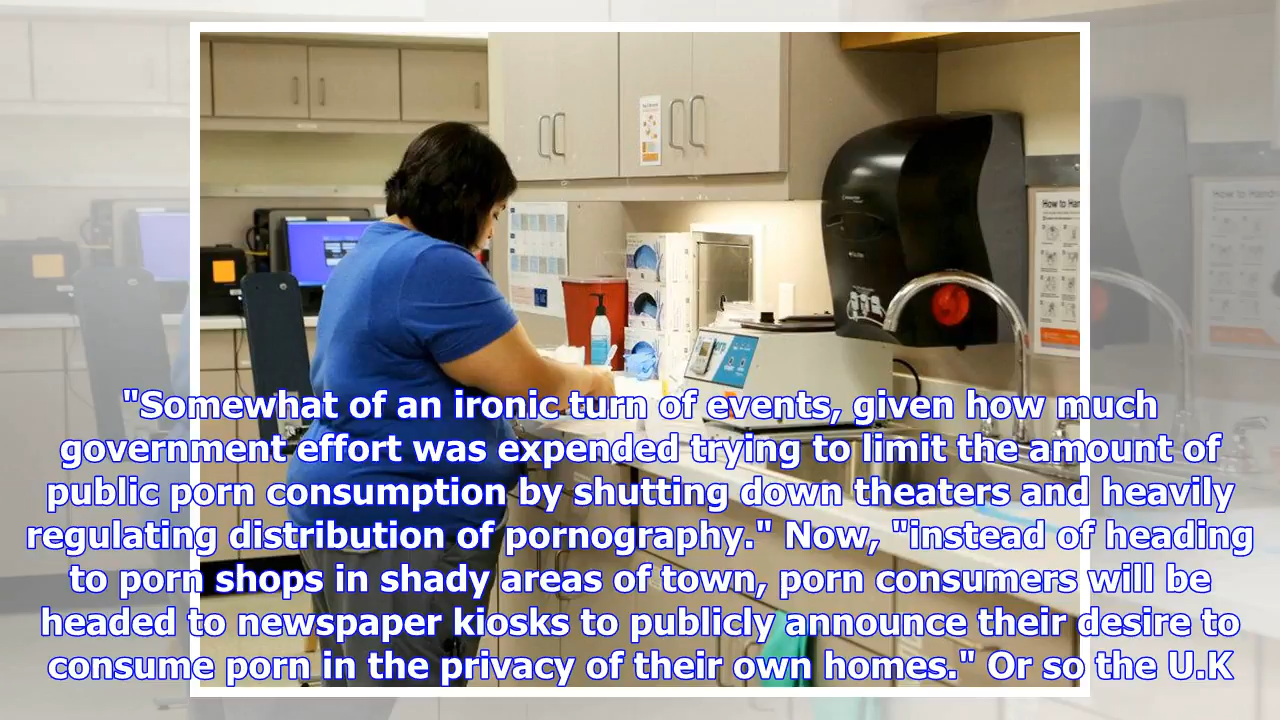 "Somewhat of an ironic turn of events, given how much
government effort was expended trying to limit the amount of
public porn consumption by shutting down theaters and heavily
regulating distribution of pornography." Now, "instead of heading
to porn shops in shady areas of town, porn consumers will be
headed to newspaper kiosks to publicly announce their desire to
consume porn in the privacy of their own homes." Or so the U.K
How to Han